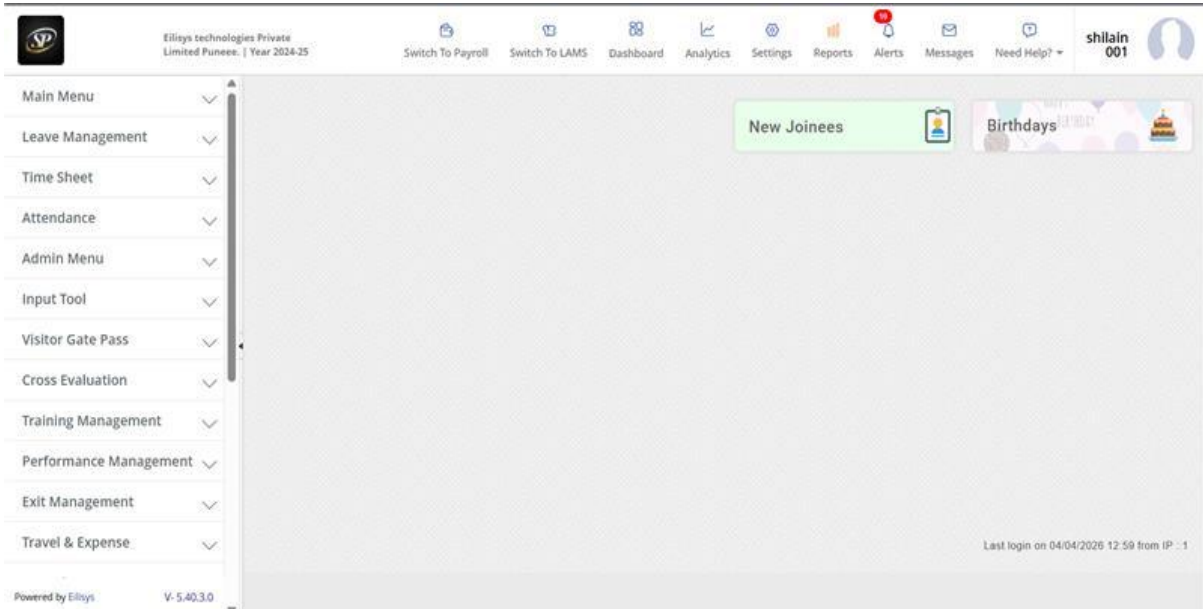 SP
Eilisys technologies Private
Limited Puneee. | Year 2024-25
Switch To Payroll
Switch To LAMS
Dashboard
Analytics
Settings
Reports
Alerts
Messages
Need Help?
shilain
001
Main Menu
Leave Management
Time Sheet
Attendance
Admin Menu
Input Tool
Visitor Gate Pass
Cross Evaluation
Training Management
Performance Management
Exit Management
Travel & Expense
New Joinees
Birthdays
Last login on 04/04/2026 12:59 from IP : 1
Powered by Eilisys
V- 5.40.3.0